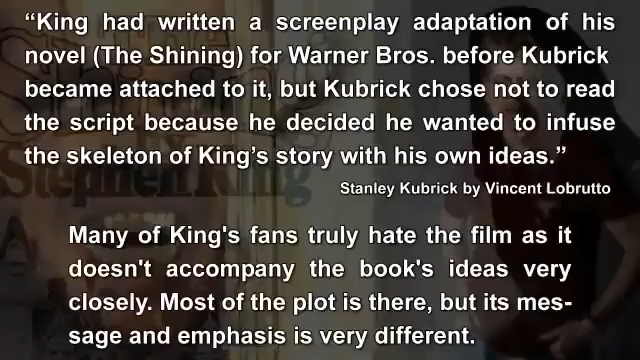 “King had written a screenplay adaptation of his
novel (The Shining) for Warner Bros. before Kubrick
became attached to it, but Kubrick chose not to read
the script because he decided he wanted to infuse
the skeleton of King’s story with his own ideas.”
Stanley Kubrick by Vincent Lobrutto
Many of King's fans truly hate the film as it
doesn't accompany the book's ideas very
closely. Most of the plot is there, but its mes-
sage and emphasis is very different.
Stephen King